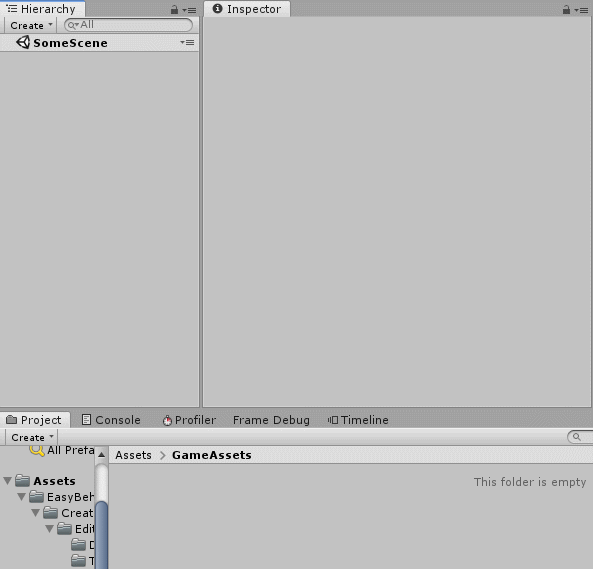 Hierarchy
Create
All
SomeScene
Inspector
Project
Console
Profiler
Frame Debug
Timeline
Create
All Prefa
Assets
EasyBeh
Creat
Edit
D
T
Assets > GameAssets
This folder is empty